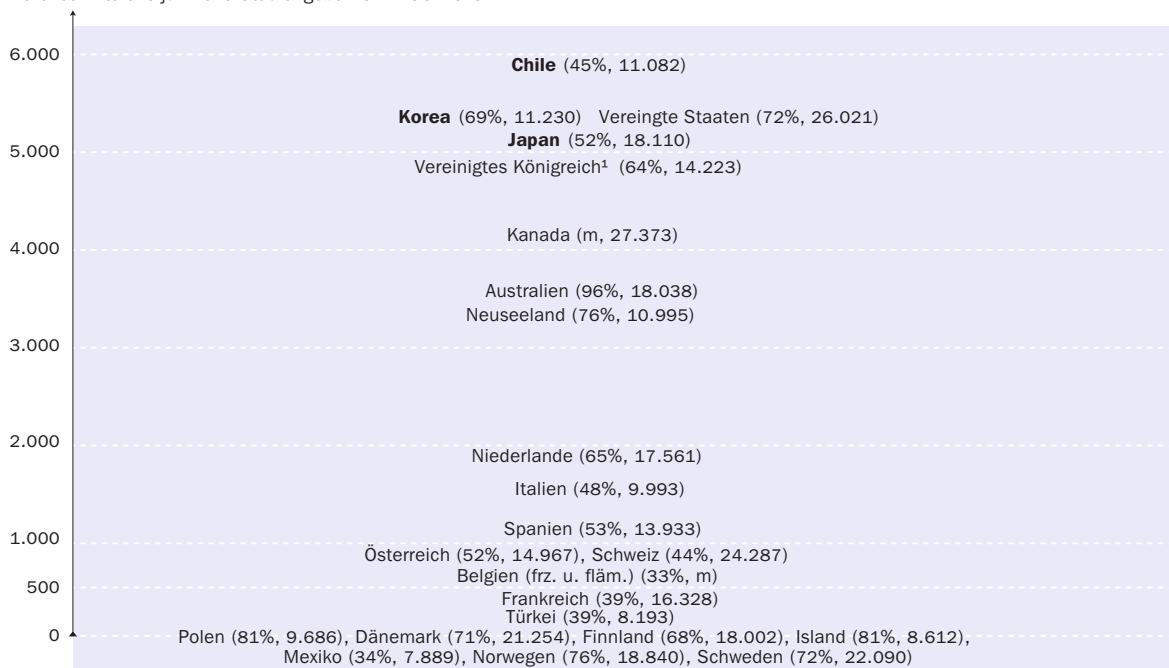 6.000
Chile (45%, 11.082)
Korea (69%, 11.230) Vereingte Staaten (72%, 26.021)
Japan (52%, 18.110)
5.000
Vereinigtes Königreich¹ (64%, 14.223)
Kanada (m, 27.373)
4.000
Australien (96%, 18.038)
Neuseeland (76%, 10.995)
3.000
2.000
Niederlande (65%, 17.561)
Italien (48%, 9.993)
Spanien (53%, 13.933)
1.000
Österreich (52%, 14.967), Schweiz (44%, 24.287)
Belgien (frz. u. fläm.) (33%, m)
500
Frankreich (39%, 16.328)
Türkei (39%, 8.193)
0
Polen (81%, 9.686), Dänemark (71%, 21.254), Finnland (68%, 18.002), Island (81%, 8.612),
Mexiko (34%, 7.889), Norwegen (76%, 18.840), Schweden (72%, 22.090)